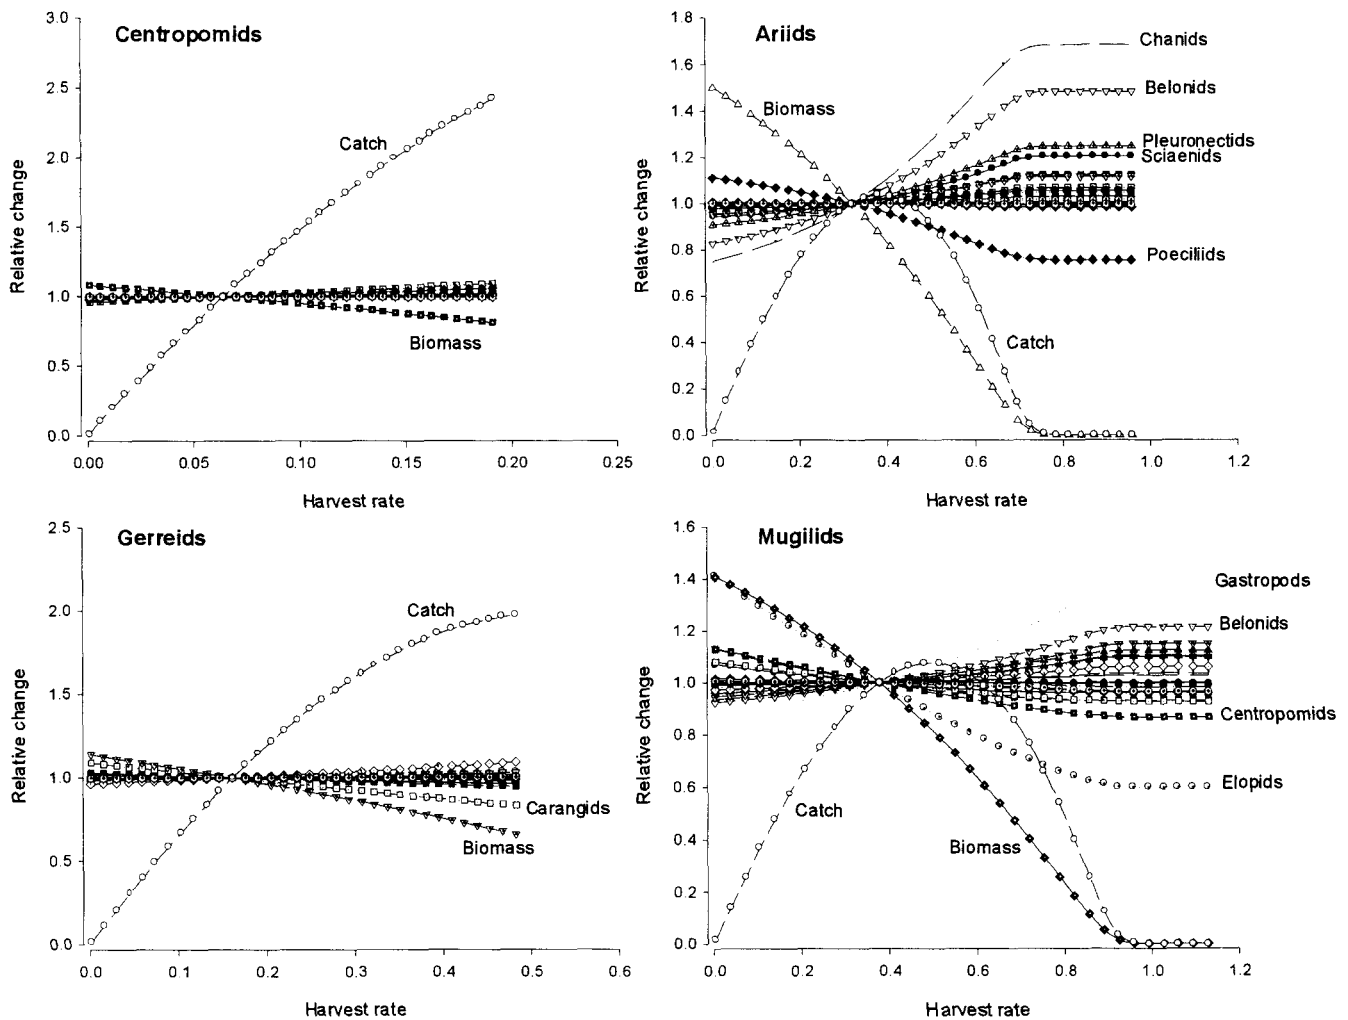 Centropomids
3.0
2.5
2.0
1.5
1.0
0.5
0.0
Relative change
Catch
Biomass
0.00 0.05 0.10 0.15 0.20 0.25
Harvest rate
Ariids
1.8
1.6
1.4
1.2
1.0
0.8
0.6
0.4
0.2
0.0
Relative change
Biomass
Chanids
Belonids
Pleuronectids
Sciaenids
Poeciliids
Catch
0.0 0.2 0.4 0.6 0.8 1.0 1.2
Harvest rate
Gerreids
2.5
2.0
1.5
1.0
0.5
0.0
Relative change
Catch
Carangids
Biomass
0.0 0.1 0.2 0.3 0.4 0.5 0.6
Harvest rate
Mugilids
1.6
1.4
1.2
1.0
0.8
0.6
0.4
0.2
0.0
Relative change
Gastropods
Belonids
Centropomids
Elopids
Catch
Biomass
0.0 0.2 0.4 0.6 0.8 1.0 1.2
Harvest rate